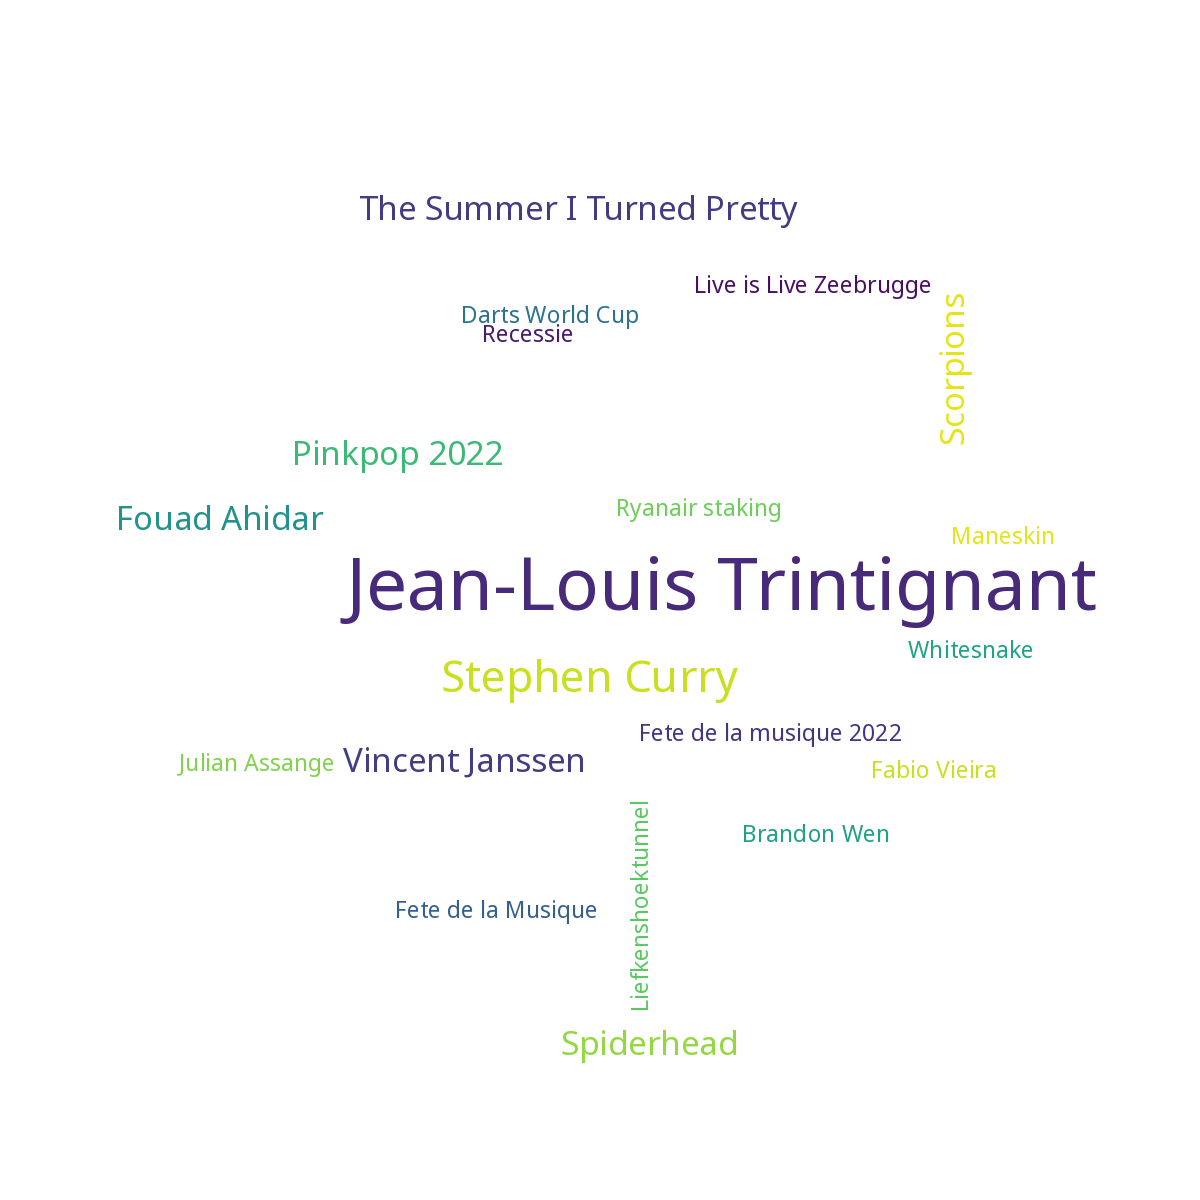 The Summer I Turned Pretty
Live is Live Zeebrugge
Scorpions
Darts World Cup
Recessie
Pinkpop 2022
Fouad Ahidar
Ryanair staking
Maneskin
Jean-Louis Trintignant
Whitesnake
Stephen Curry
Fete de la musique 2022
Julian Assange
Vincent Janssen
Fabio Vieira
Liefkenshoektunnel
Brandon Wen
Fete de la Musique
Spiderhead